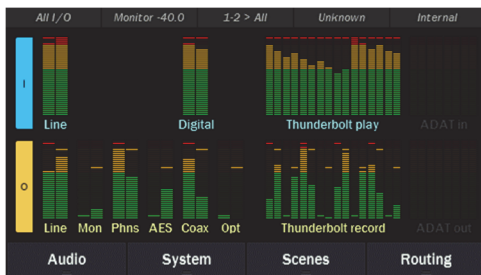 All I/O Monitor -40.0 1-2 > All Unknown Internal
I
Line Digital Thunderbolt play ADAT in
O
Line Mon Phns AES Coax Opt Thunderbolt record ADAT out
Audio System Scenes Routing